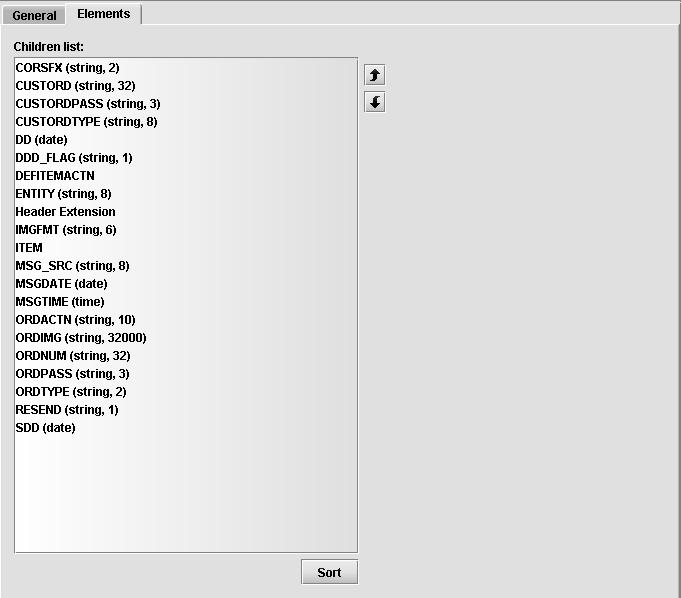 General Elements
Children list:
CORSFX (string, 2)
CUSTORD (string, 32)
CUSTORDPASS (string, 3)
CUSTORDTYPE (string, 8)
DD (date)
DDD_FLAG (string, 1)
DEFITEMACTN
ENTITY (string, 8)
Header Extension
IMGFMT (string, 6)
ITEM
MSG_SRC (string, 8)
MSGDATE (date)
MSGTIME (time)
ORDACTN (string, 10)
ORDIMG (string, 32000)
ORDNUM (string, 32)
ORDPASS (string, 3)
ORDTYPE (string, 2)
RESEND (string, 1)
SDD (date)
Sort